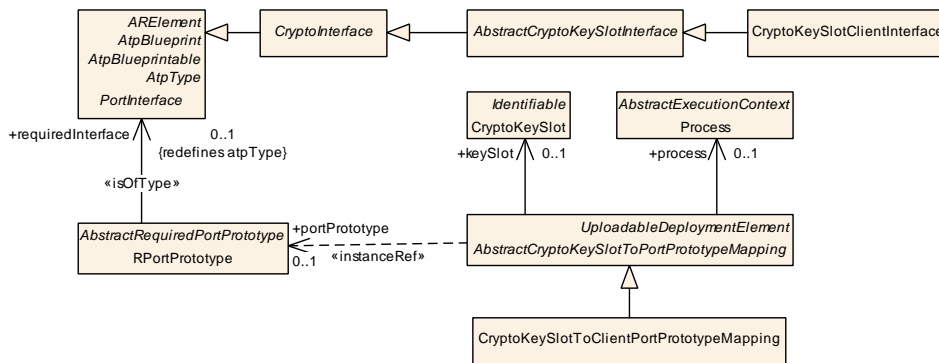 ARElement
AtpBlueprint
AtpBlueprintable
AtpType
PortInterface
CryptoInterface
AbstractCryptoKeySlotInterface
CryptoKeySlotClientInterface
Identifiable
CryptoKeySlot
AbstractExecutionContext
Process
+requiredInterface
0..1
{redefines atpType}
+keySlot
0..1
+process
0..1
«isOfType»
AbstractRequiredPortPrototype
RPortPrototype
+portPrototype
0..1
«instanceRef»
UploadableDeploymentElement
AbstractCryptoKeySlotToPortPrototypeMapping
CryptoKeySlotToClientPortPrototypeMapping